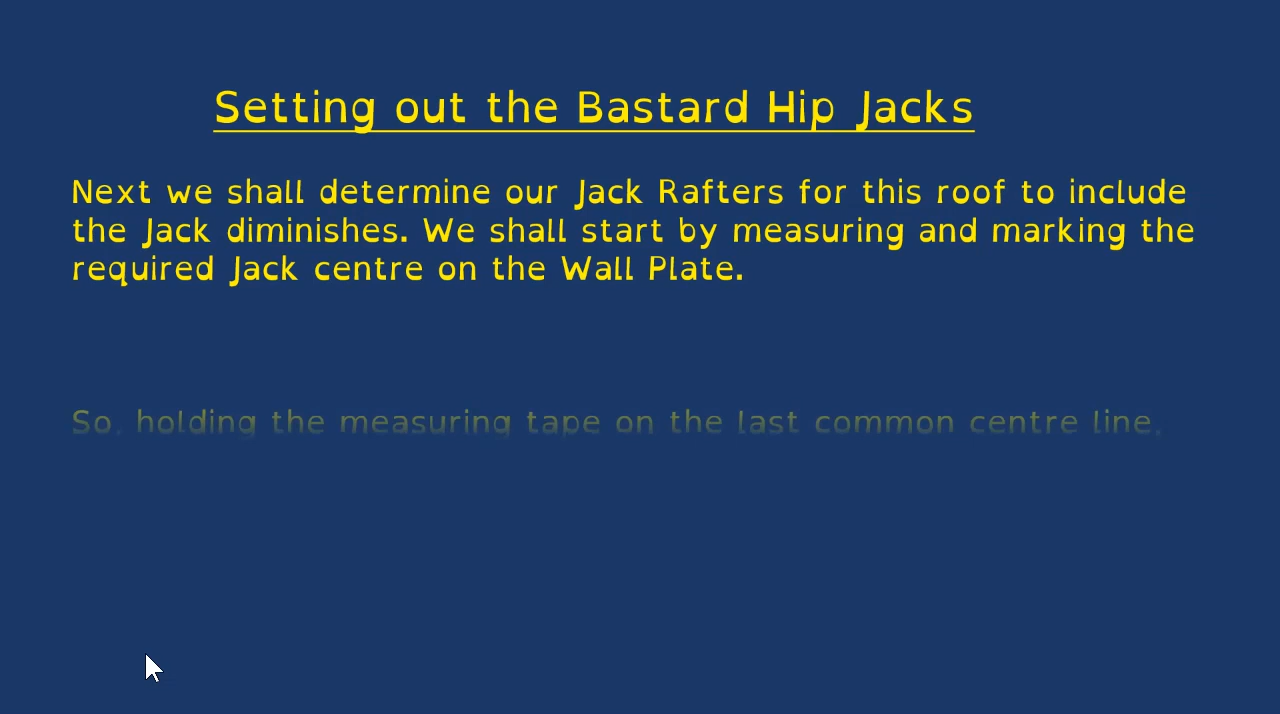 Setting out the Bastard Hip Jacks
Next we shall determine our Jack Rafters for this roof to include
the Jack diminishes. We shall start by measuring and marking the
required Jack centre on the Wall Plate.
So, holding the measuring tape on the last common centre line,